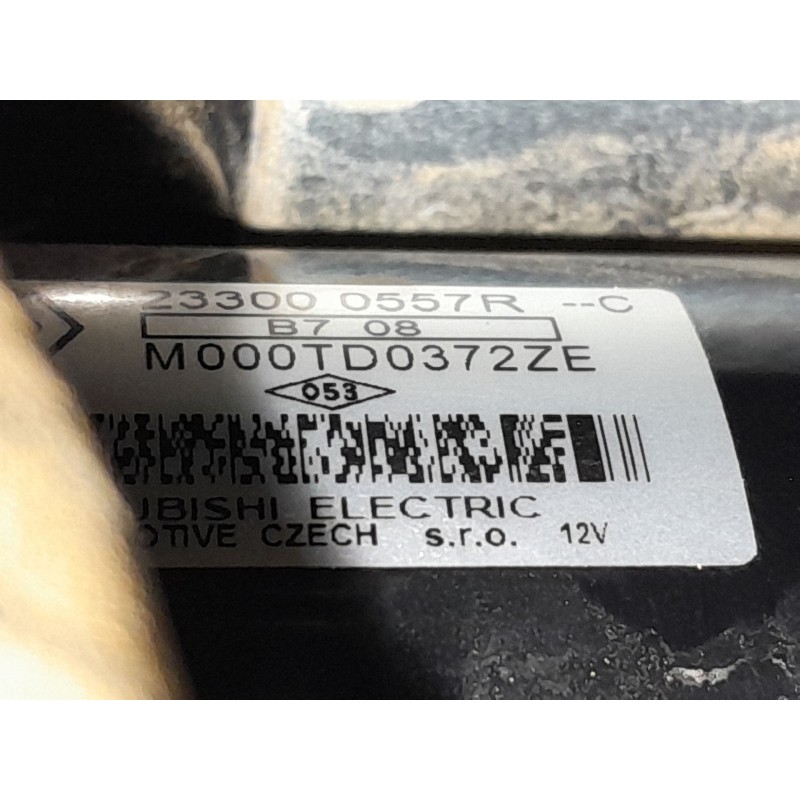 23300 0557R --C
B7 08
M000TD0372ZE
053
UBISHI ELECTRIC
OTIVE CZECH s.r.o. 12V